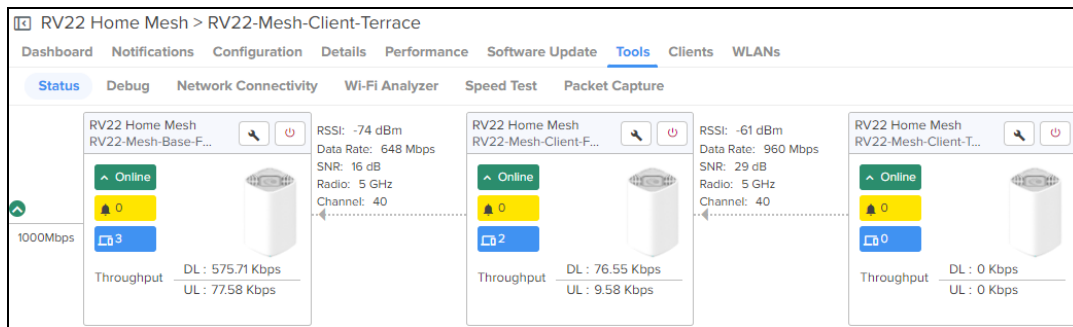 RV22 Home Mesh > RV22-Mesh-Client-Terrace
Dashboard Notifications Configuration Details Performance Software Update Tools Clients WLANs
Status Debug Network Connectivity Wi-Fi Analyzer Speed Test Packet Capture
1000Mbps
RV22 Home Mesh
RV22-Mesh-Base-F...
Online
0
3
Throughput
DL : 575.71 Kbps
UL : 77.58 Kbps
RSSI: -74 dBm
Data Rate: 648 Mbps
SNR: 16 dB
Radio: 5 GHz
Channel: 40
RV22 Home Mesh
RV22-Mesh-Client-F...
Online
0
2
Throughput
DL : 76.55 Kbps
UL : 9.58 Kbps
RSSI: -61 dBm
Data Rate: 960 Mbps
SNR: 29 dB
Radio: 5 GHz
Channel: 40
RV22 Home Mesh
RV22-Mesh-Client-T...
Online
0
0
Throughput
DL : 0 Kbps
UL : 0 Kbps